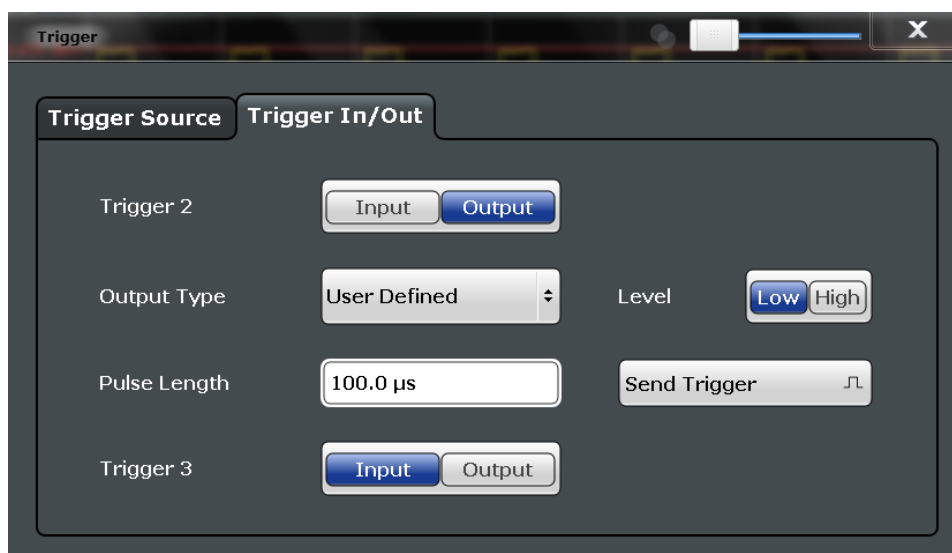 Trigger
X
Trigger Source
Trigger In/Out
Trigger 2
Input
Output
Output Type
User Defined
Level
Low
High
Pulse Length
100.0 µs
Send Trigger
Trigger 3
Input
Output